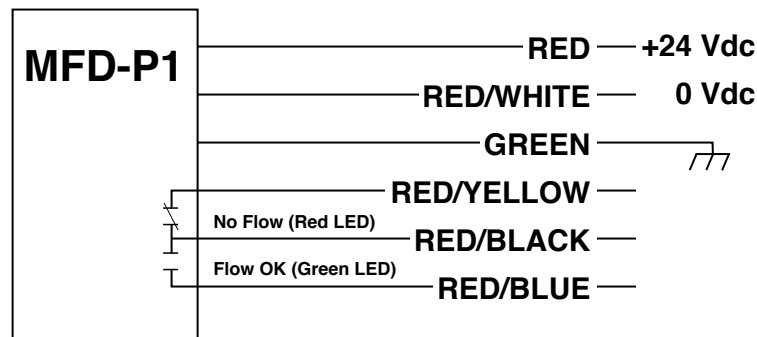 MFD-P1
RED +24 Vdc
RED/WHITE 0 Vdc
GREEN
RED/YELLOW
No Flow (Red LED)
RED/BLACK
Flow OK (Green LED)
RED/BLUE